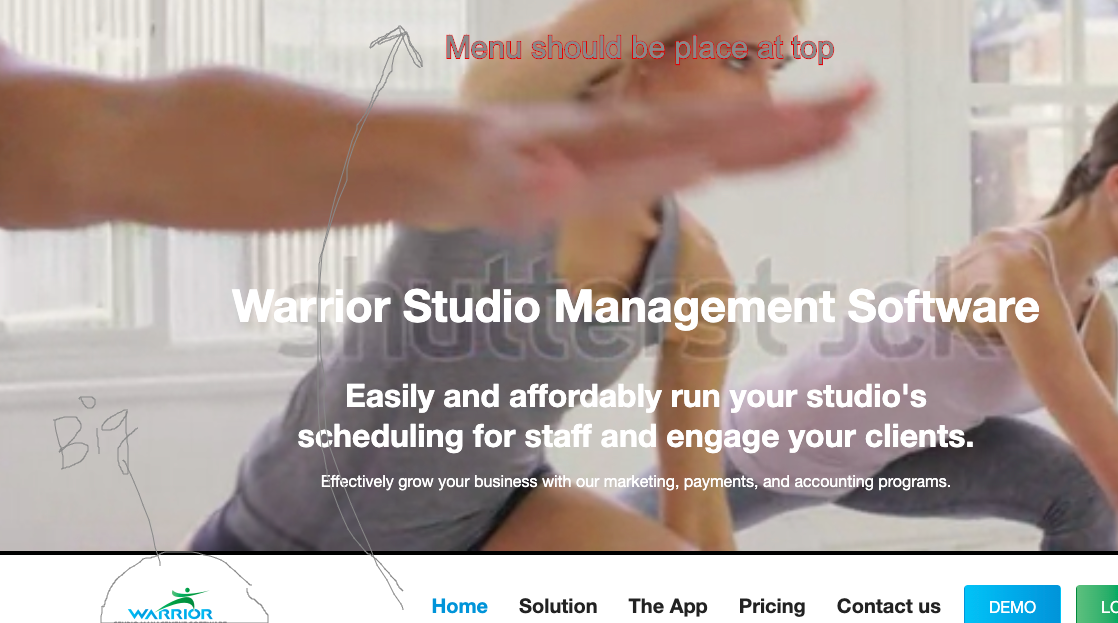 Menu should be place at top
shutterstock
Warrior Studio Management Software
Easily and affordably run your studio's
scheduling for staff and engage your clients.
Effectively grow your business with our marketing, payments, and accounting programs.
Big
WARRIOR
Home Solution The App Pricing Contact us DEMO LO